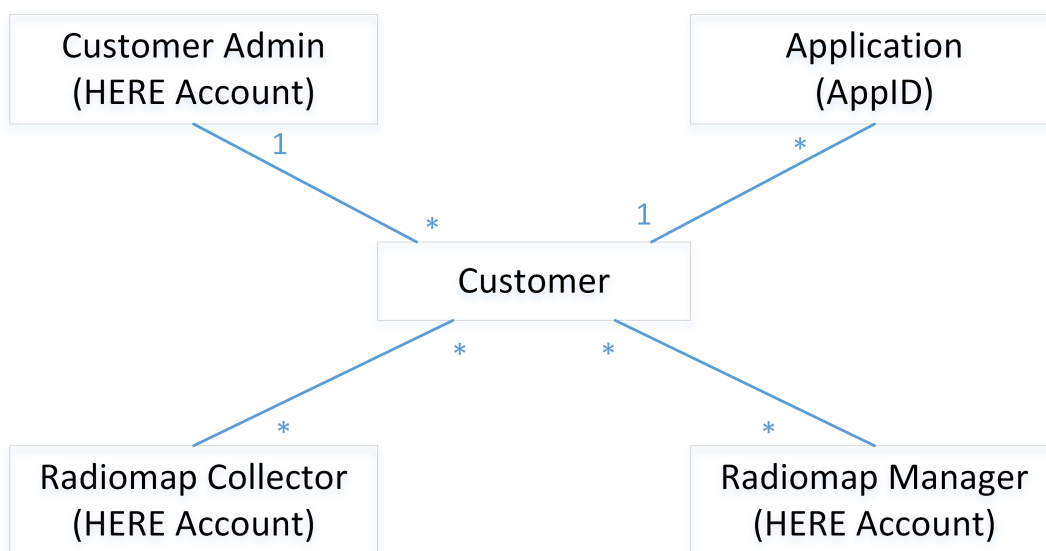 Customer Admin
(HERE Account)
Application
(AppID)
1
*
*
1
Customer
*
*
*
*
Radiomap Collector
(HERE Account)
Radiomap Manager
(HERE Account)